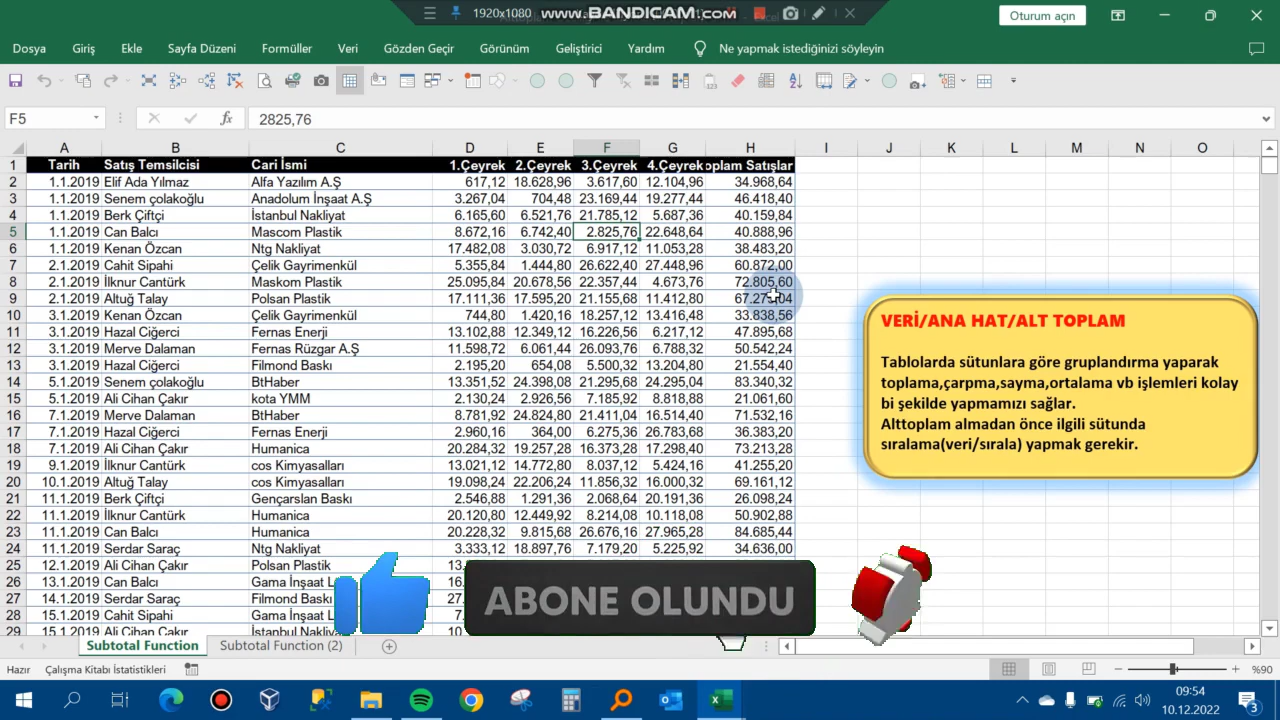 1920x1080 www.BANDICAM.com Oturum açın
Dosya Giriş Ekle Sayfa Düzeni Formüller Veri Gözden Geçir Görünüm Geliştirici Yardım Ne yapmak istediğinizi söyleyin
F5 fx 2825,76
A B C D E F G H I J K L M N O
1 Tarih Satış Temsilcisi Cari İsmi 1.Çeyrek 2.Çeyrek 3.Çeyrek 4.Çeyrek oplam Satışlar
2 1.1.2019 Elif Ada Yılmaz Alfa Yazılım A.Ş 617,12 18.628,96 3.617,60 12.104,96 34.968,64
3 1.1.2019 Senem çolakoğlu Anadolum İnşaat A.Ş 3.267,04 704,48 23.169,44 19.277,44 46.418,40
4 1.1.2019 Berk Çiftçi İstanbul Nakliyat 6.165,60 6.521,76 21.785,12 5.687,36 40.159,84
5 1.1.2019 Can Balcı Mascom Plastik 8.672,16 6.742,40 2.825,76 22.648,64 40.888,96
6 1.1.2019 Kenan Özcan Ntg Nakliyat 17.482,08 3.030,72 6.917,12 11.053,28 38.483,20
7 2.1.2019 Cahit Sipahi Çelik Gayrimenkül 5.355,84 1.444,80 26.622,40 27.448,96 60.872,00
8 2.1.2019 İlknur Cantürk Maskom Plastik 25.095,84 20.678,56 22.357,44 4.673,76 72.805,60
9 2.1.2019 Altuğ Talay Polsan Plastik 17.111,36 17.595,20 21.155,68 11.412,80
10 3.1.2019 Kenan Özcan Çelik Gayrimenkül 744,80 1.420,16 18.257,12 13.416,48 33.838,56
11 3.1.2019 Hazal Ciğerci Fernas Enerji 13.102,88 12.349,12 16.226,56 6.217,12 47.895,68
12 3.1.2019 Merve Dalaman Fernas Rüzgar A.Ş 11.598,72 6.061,44 26.093,76 6.788,32 50.542,24
13 3.1.2019 Hazal Ciğerci Filmond Baskı 2.195,20 654,08 5.500,32 13.204,80 21.554,40
14 5.1.2019 Senem çolakoğlu BtHaber 13.351,52 24.398,08 21.295,68 24.295,04 83.340,32
15 5.1.2019 Ali Cihan Çakır kota YMM 2.130,24 2.926,56 7.185,92 8.818,88 21.061,60
16 7.1.2019 Merve Dalaman BtHaber 8.781,92 24.824,80 21.411,04 16.514,40 71.532,16
17 7.1.2019 Hazal Ciğerci Fernas Enerji 2.960,16 364,00 6.275,36 26.783,68 36.383,20
18 7.1.2019 Ali Cihan Çakır Humanica 20.284,32 19.257,28 16.373,28 17.298,40 73.213,28
19 9.1.2019 İlknur Cantürk cos Kimyasalları 13.021,12 14.772,80 8.037,12 5.424,16 41.255,20
20 10.1.2019 Altuğ Talay cos Kimyasalları 19.098,24 22.206,24 11.856,32 16.000,32 69.161,12
21 11.1.2019 Berk Çiftçi Gençarslan Baskı 2.546,88 1.291,36 2.068,64 20.191,36 26.098,24
22 11.1.2019 İlknur Cantürk Humanica 20.120,80 12.449,92 8.214,08 10.118,08 50.902,88
23 11.1.2019 Can Balcı Humanica 20.228,32 9.815,68 26.676,16 27.965,28 84.685,44
24 11.1.2019 Serdar Saraç Ntg Nakliyat 3.333,12 18.897,76 7.179,20 5.225,92 34.636,00
25 12.1.2019 Ali Cihan Çakır Polsan Plastik 13.
26 13.1.2019 Can Balcı Gama İnşaat L 16.
27 14.1.2019 Serdar Saraç Filmond Baskı 27.
28 15.1.2019 Cahit Sipahi Gama İnşaat L 7.
29 15.1.2019 Ali Cihan Çakır İstanbul Nakliyat 10
VERİ/ANA HAT/ALT TOPLAM
Tablolarda sütunlara göre gruplandırma yaparak
toplama,çarpma,sayma,ortalama vb işlemleri kolay
bi şekilde yapmamızı sağlar.
Alttoplam almadan önce ilgili sütunda
sıralama(veri/sırala) yapmak gerekir.
ABONE OLUNDU
Subtotal Function Subtotal Function (2)
Hazır Çalışma Kitabı İstatistikleri %90
09:54
10.12.2022
3